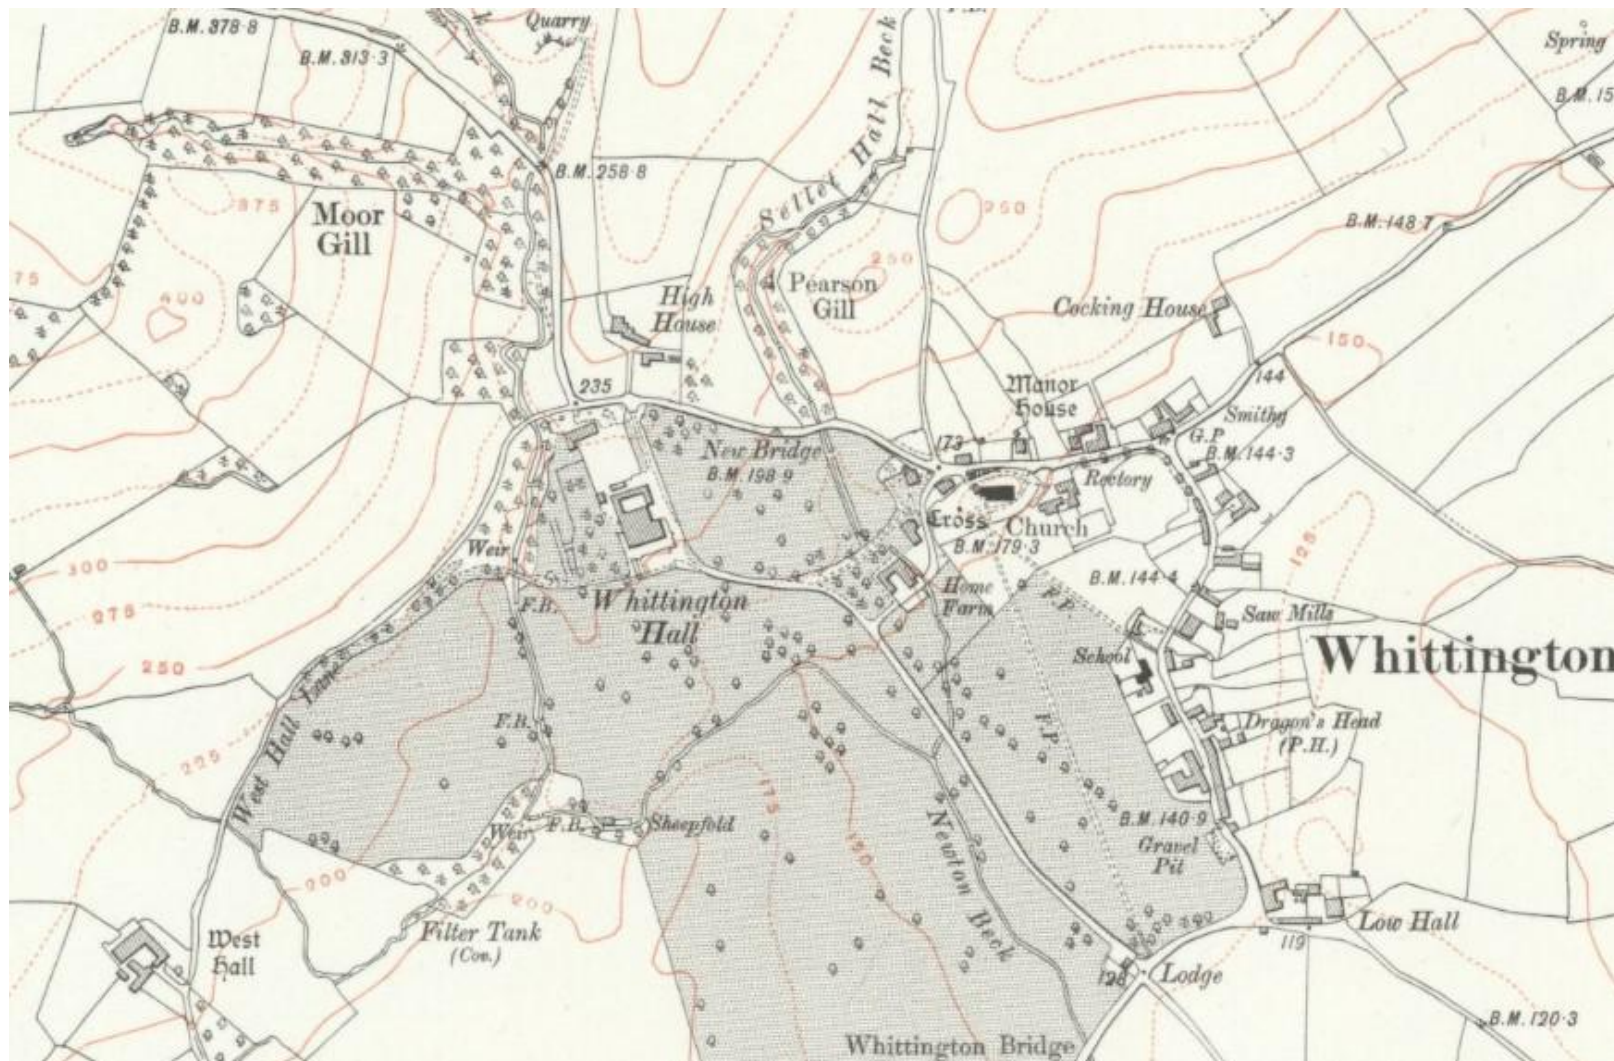 Quarry
B.M. 378·8
B.M. 313·3
Spring
B.M. 15
Sellet Hall Beck
B.M. 258·8
375
Moor
Gill
250
B.M. 148·7
250
75
400
Pearson
Gill
High
House
Cocking House
150
235
144
Manor
House
Smithy
G.P.
B.M. 144·3
173
New Bridge
B.M. 198·9
Rectory
Cross
Church
B.M. 179·3
125
Weir
300
275
F.B.
Whittington
Hall
Home
Farm
F.P.
B.M. 144·4
Saw Mills
School
Whittington
250
West Hall Lane
F.B.
F.P.
Dragon's Head
(P.H.)
225
175
Weir
F.B.
Sheepfold
150
Newton Beck
B.M. 140·9
Gravel
Pit
200
200
Filter Tank
(Cov.)
Low Hall
119
West
Hall
128
Lodge
B.M. 120·3
Whittington Bridge